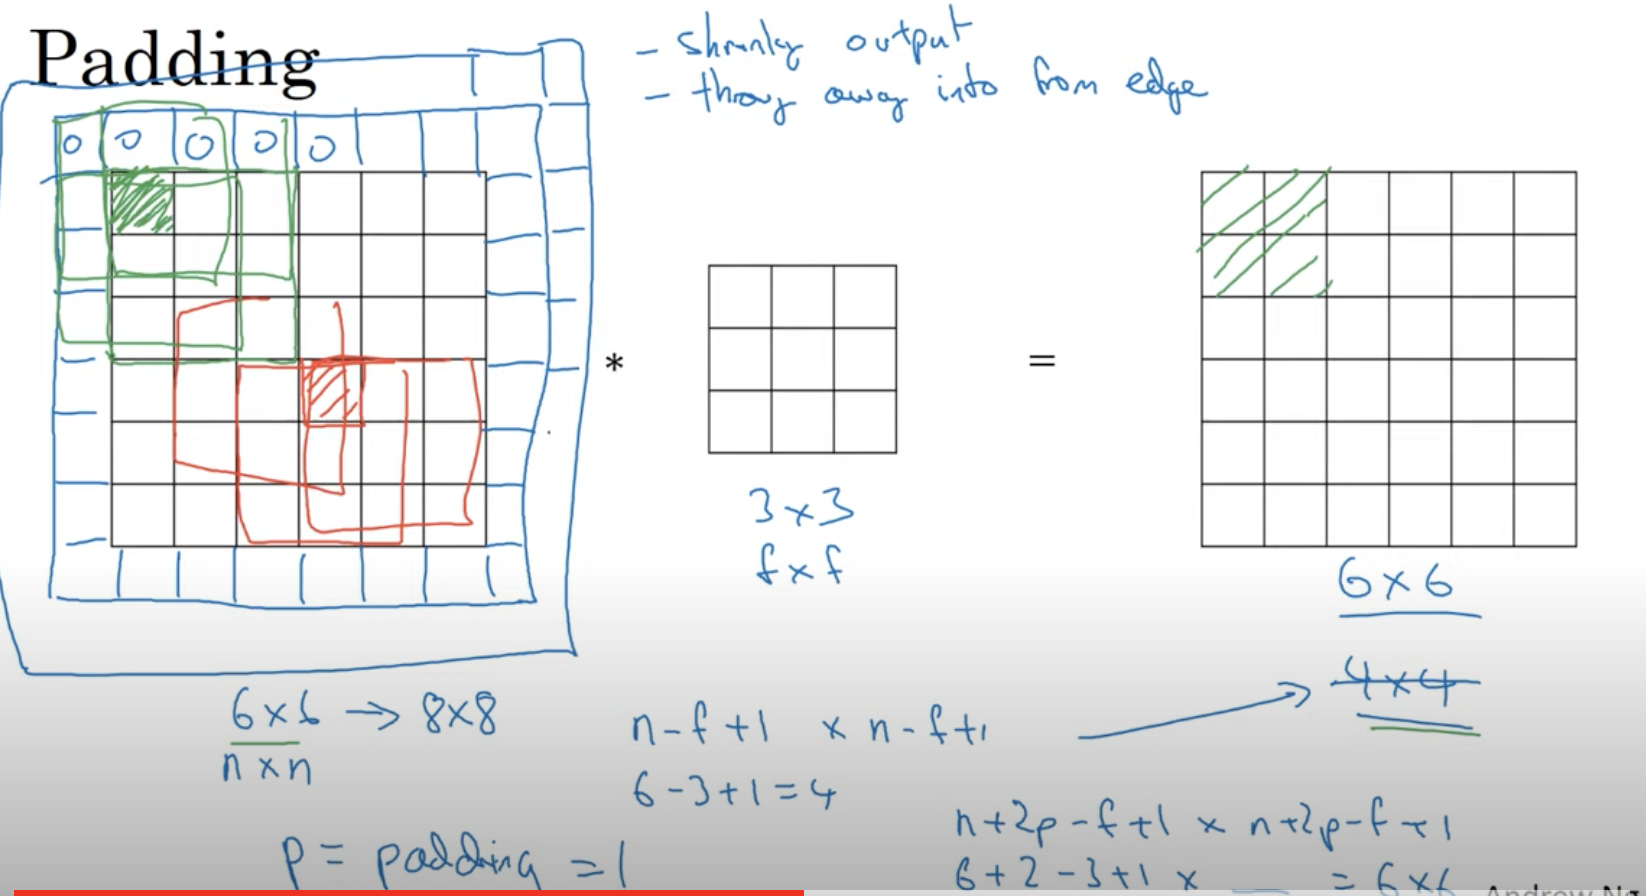 Padding
- shrinky output
- throw away info from edge
0 0 0 0 0
*
=
3 x 3
f x f
6 x 6
4 x 4
6 x 6 → 8 x 8
n x n
n - f + 1 x n - f + 1
6 - 3 + 1 = 4
n + 2p - f + 1 x n + 2p - f + 1
p = padding = 1
6 + 2 - 3 + 1 x __ = 6 x 6
Andrew Ng